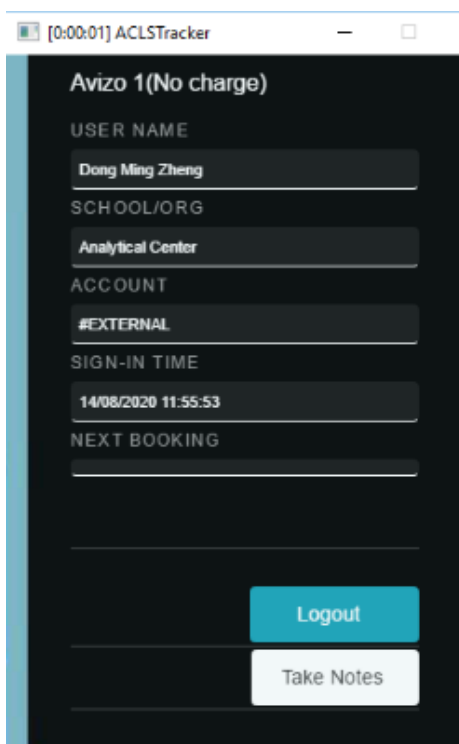 [0:00:01] ACLSTracker
Avizo 1(No charge)
USER NAME
Dong Ming Zheng
SCHOOL/ORG
Analytical Center
ACCOUNT
#EXTERNAL
SIGN-IN TIME
14/08/2020 11:55:53
NEXT BOOKING
Logout
Take Notes